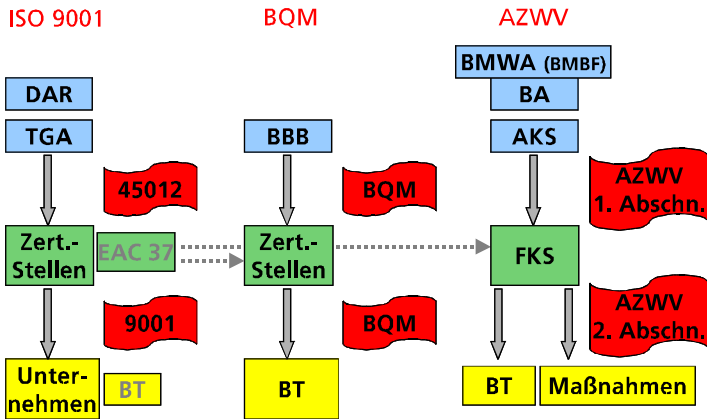 ISO 9001
BQM
AZWV
BMWA (BMBF)
DAR
BA
TGA
BBB
AKS
45012
BQM
AZWV
1. Abschn.
Zert.-
Stellen
EAC 37
Zert.-
Stellen
FKS
9001
BQM
AZWV
2. Abschn.
Unter-
nehmen
BT
BT
BT
Maßnahmen